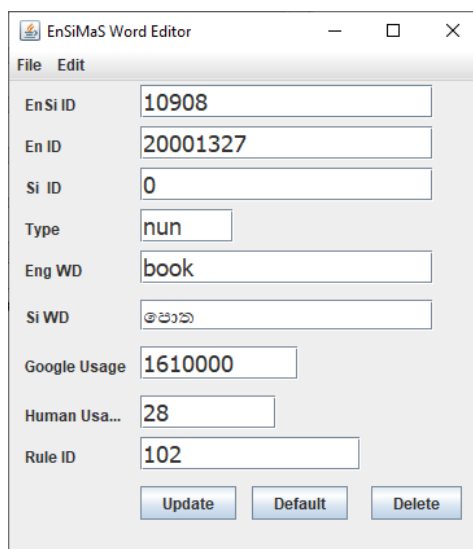 EnSiMaS Word Editor
File Edit
EnSi ID 10908
En ID 20001327
Si ID 0
Type nun
Eng WD book
Si WD පොත
Google Usage 1610000
Human Usa... 28
Rule ID 102
Update Default Delete